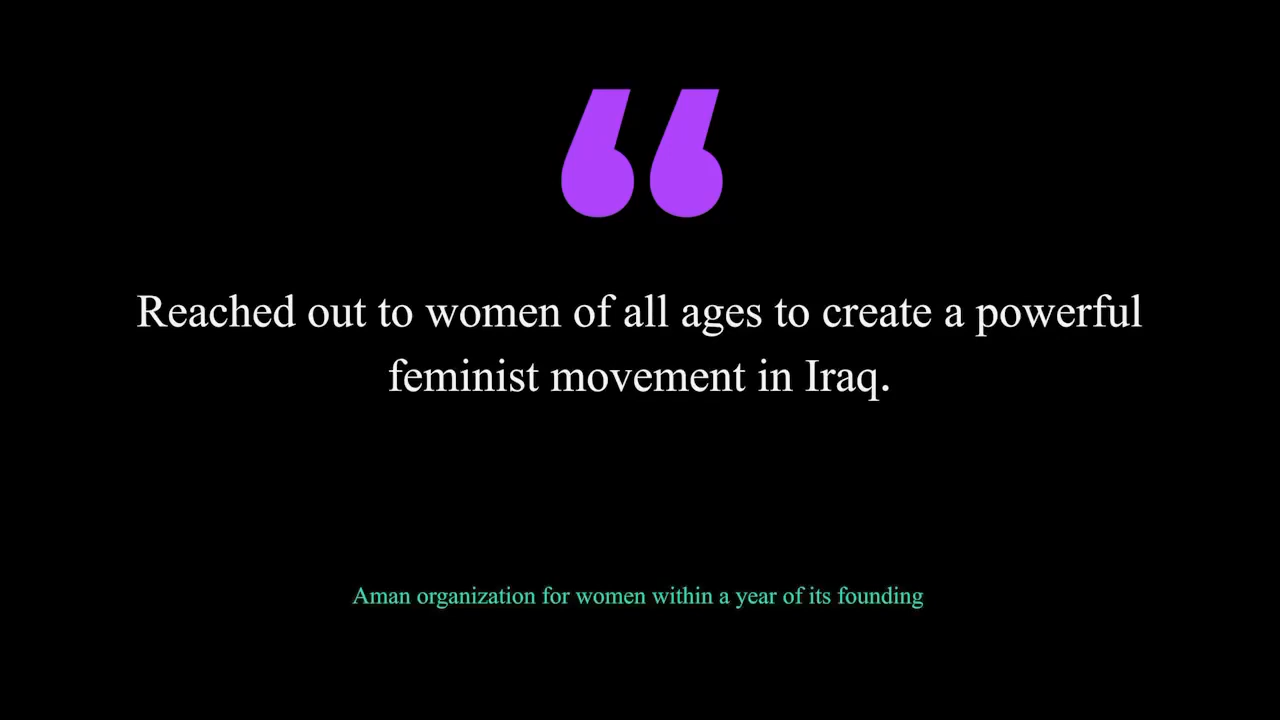 “
Reached out to women of all ages to create a powerful
feminist movement in Iraq.
Aman organization for women within a year of its founding